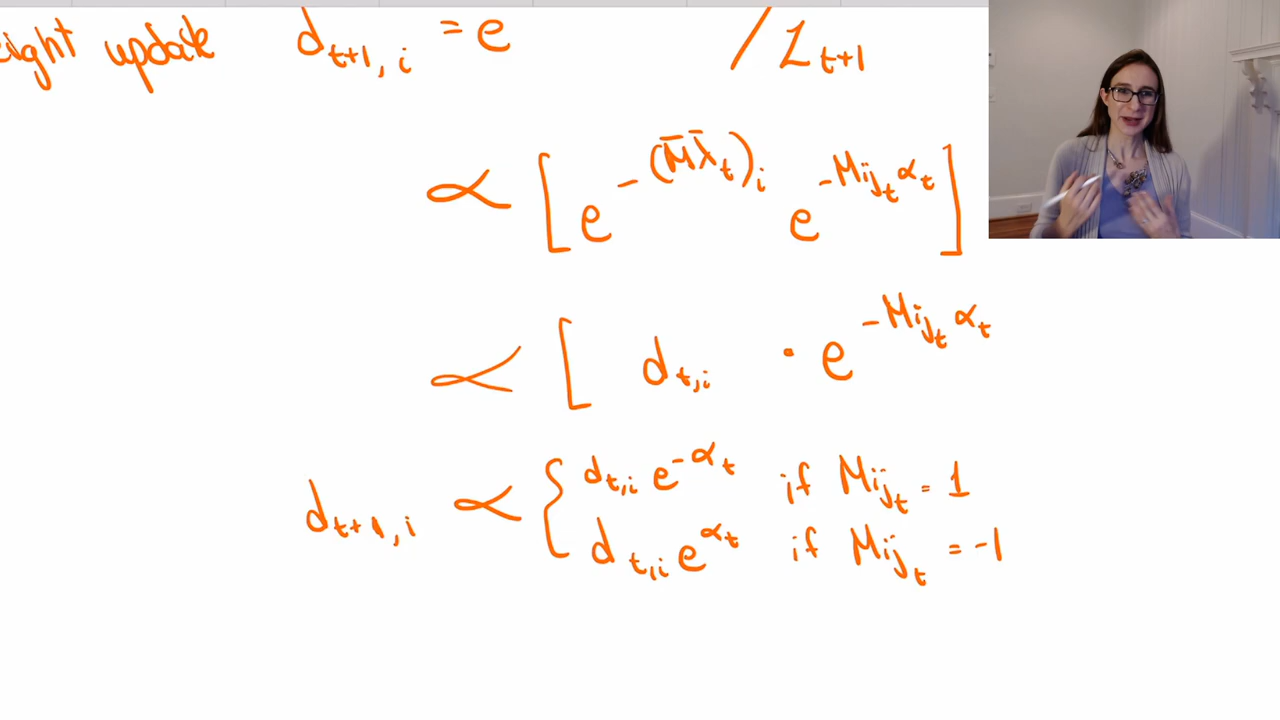 weight update d_{t+1,i} = e / Z_{t+1}
∝ [e^{-(M̄λ̄_t)_i} e^{-M_{ij_t}α_t}]
∝ [ d_{t,i} · e^{-M_{ij_t}α_t}
d_{t+1,i} ∝ { d_{t,i} e^{-α_t} if M_{ij_t} = 1
d_{t,i} e^{α_t} if M_{ij_t} = -1